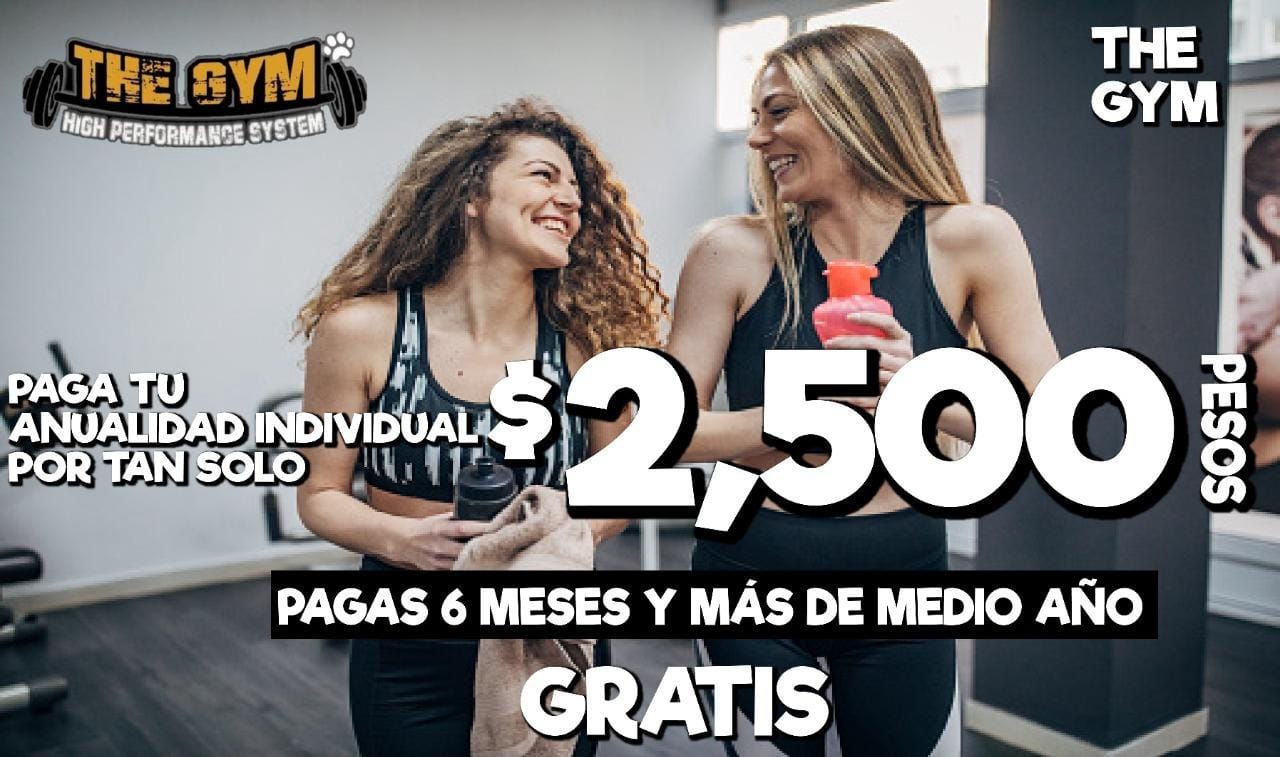 THE GYM
HIGH PERFORMANCE SYSTEM
THE
GYM
PAGA TU
ANUALIDAD INDIVIDUAL
POR TAN SOLO
$2,500
PESOS
PAGAS 6 MESES Y MÁS DE MEDIO AÑO
GRATIS